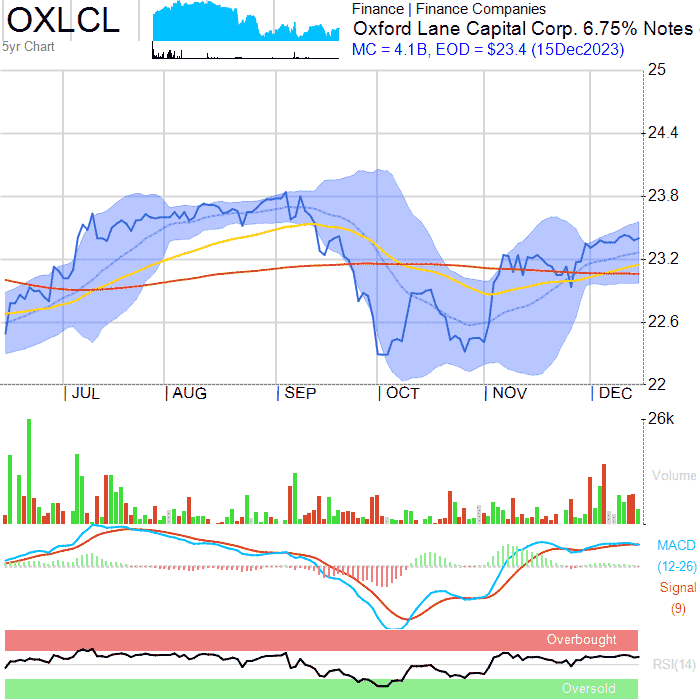 OXLCL
5yr Chart
Finance | Finance Companies
Oxford Lane Capital Corp. 6.75% Notes
MC = 4.1B, EOD = $23.4 (15Dec2023)
25
24.4
23.8
23.2
22.6
22
| JUL | AUG | SEP | OCT | NOV | DEC
26k
Volume
MACD
(12-26)
Signal
(9)
Overbought
RSI(14)
Oversold